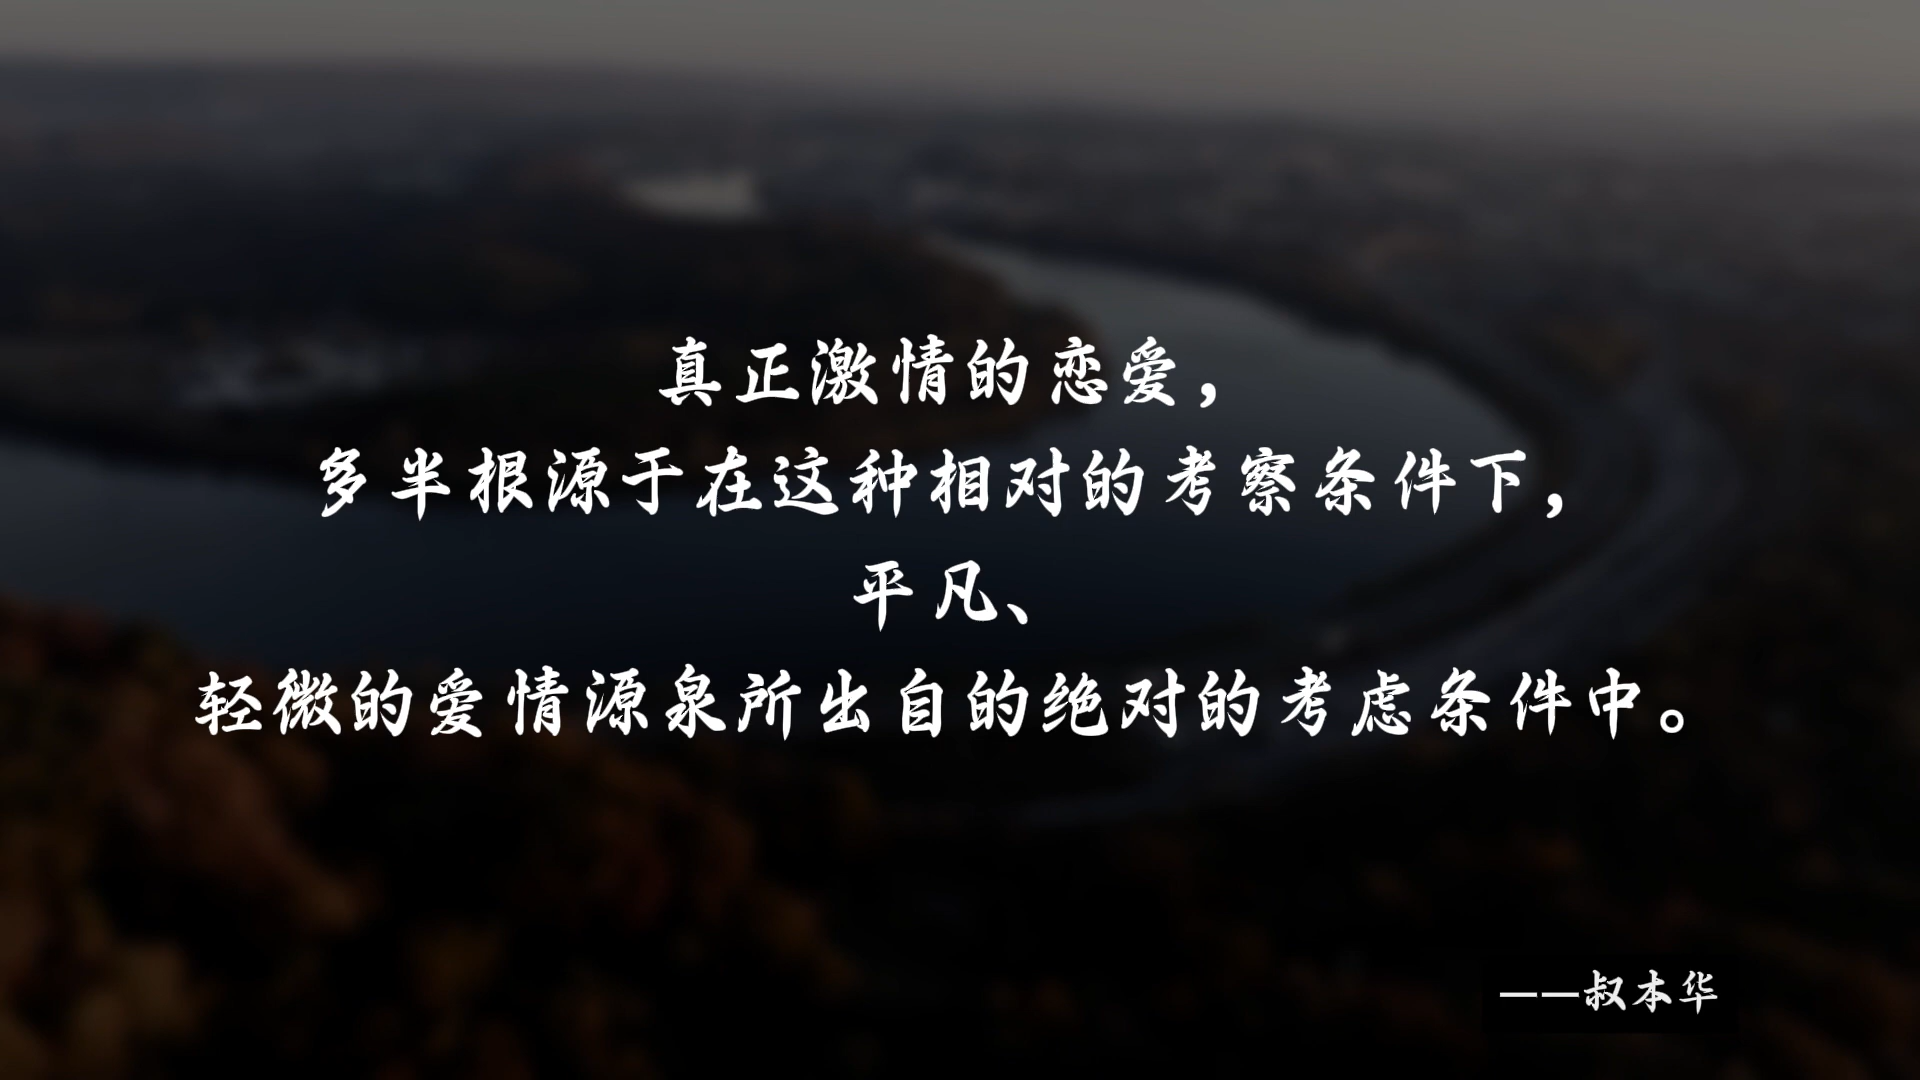 真正激情的恋爱，
多半根源于在这种相对的考察条件下，
平凡、
轻微的爱情源泉所出自的绝对的考虑条件中。
——叔本华